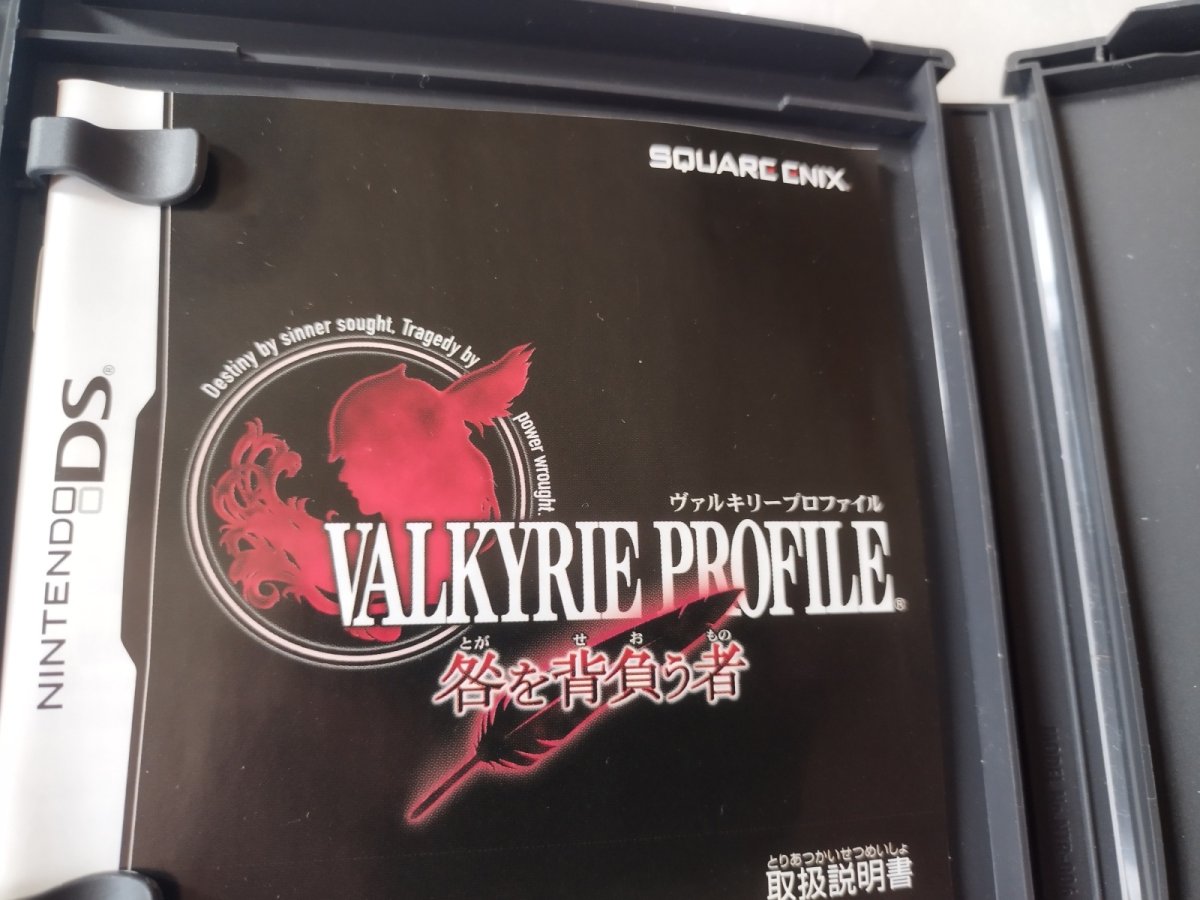 SQUARE ENIX
NINTENDO DS®
Destiny by sinner sought. Tragedy by power wrought.
ヴァルキリープロファイル
VALKYRIE PROFILE®
とが せ お もの
咎を背負う者
とりあつかいせつめいしょ
取扱説明書